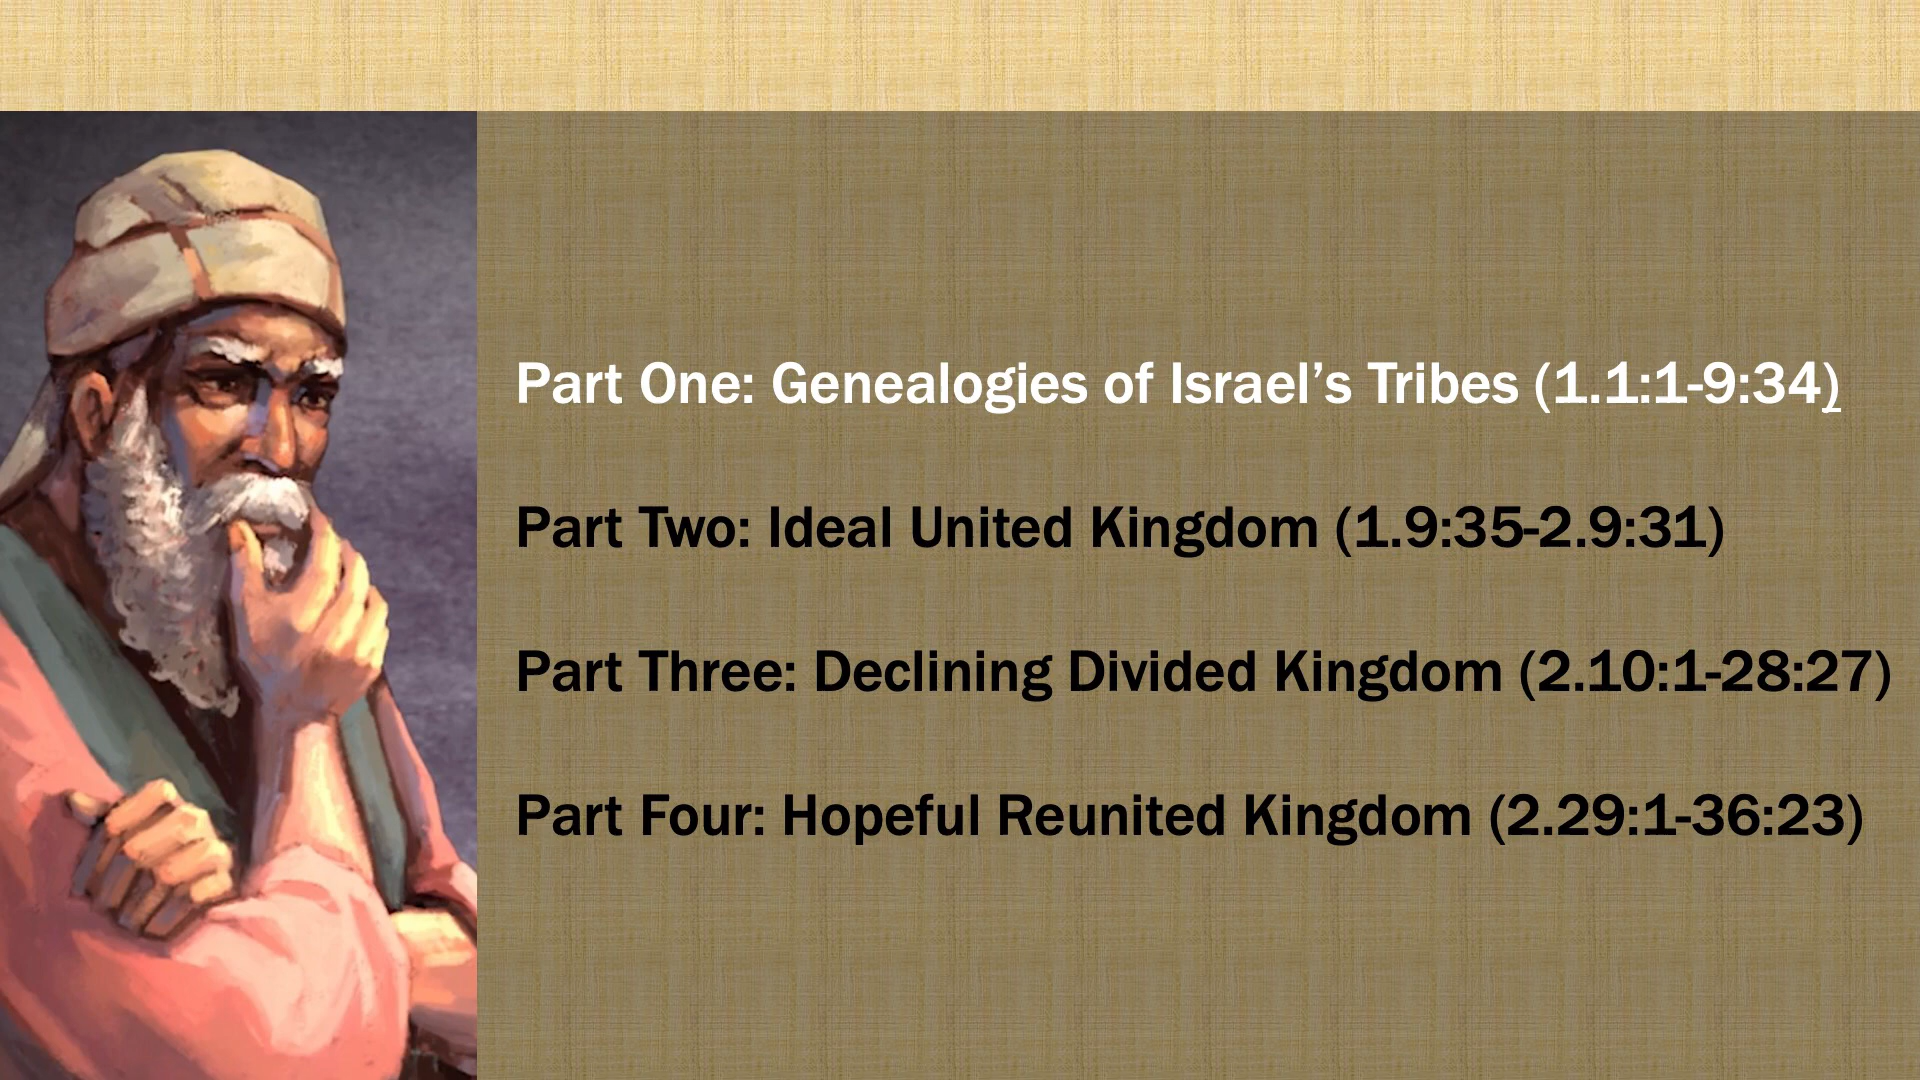 Part One: Genealogies of Israel’s Tribes (1.1:1-9:34)
Part Two: Ideal United Kingdom (1.9:35-2.9:31)
Part Three: Declining Divided Kingdom (2.10:1-28:27)
Part Four: Hopeful Reunited Kingdom (2.29:1-36:23)